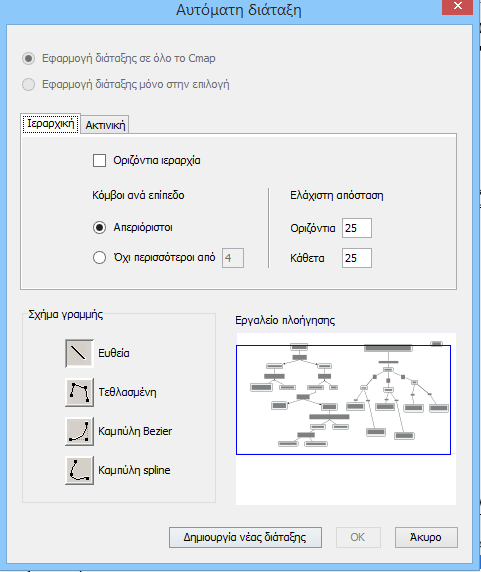 Αυτόματη διάταξη
Εφαρμογή διάταξης σε όλο το Cmap
Εφαρμογή διάταξης μόνο στην επιλογή
Ιεραρχική
Ακτινική
Οριζόντια ιεραρχία
Κόμβοι ανά επίπεδο
Απεριόριστοι
Όχι περισσότεροι από 4
Ελάχιστη απόσταση
Οριζόντια 25
Κάθετα 25
Σχήμα γραμμής
Ευθεία
Τεθλασμένη
Καμπύλη Bezier
Καμπύλη spline
Εργαλείο πλοήγησης
Δημιουργία νέας διάταξης
OK
Άκυρο